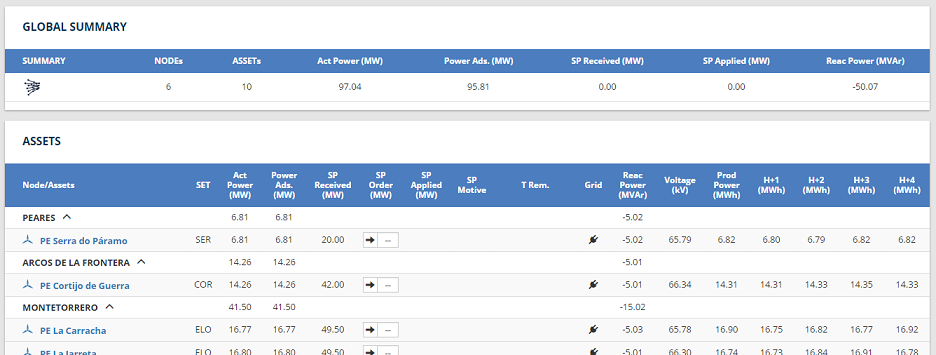 GLOBAL SUMMARY
SUMMARY NODEs ASSETs Act Power (MW) Power Ads. (MW) SP Received (MW) SP Applied (MW) Reac Power (MVAr)
6 10 97.04 95.81 0.00 0.00 -50.07
ASSETS
Node/Assets SET Act Power (MW) Power Ads. (MW) SP Received (MW) SP Order (MW) SP Applied (MW) SP Motive T Rem. Grid Reac Power (MVAr) Voltage (kV) Prod Power (MWh) H+1 (MWh) H+2 (MWh) H+3 (MWh) H+4 (MWh)
PEARES 6.81 6.81 -5.02
PE Serra do Páramo SER 6.81 6.81 20.00 -- -5.02 65.79 6.82 6.80 6.79 6.82 6.82
ARCOS DE LA FRONTERA 14.26 14.26 -5.01
PE Cortijo de Guerra COR 14.26 14.26 42.00 -- -5.01 66.34 14.31 14.31 14.33 14.35 14.33
MONTETORRERO 41.50 41.50 -15.02
PE La Carracha ELO 16.77 16.77 49.50 -- -5.03 65.78 16.90 16.75 16.82 16.77 16.92
PE La Jarreta ELO 16.80 16.80 49.50 -- -5.01 66.30 16.74 16.73 16.84 16.91 16.78